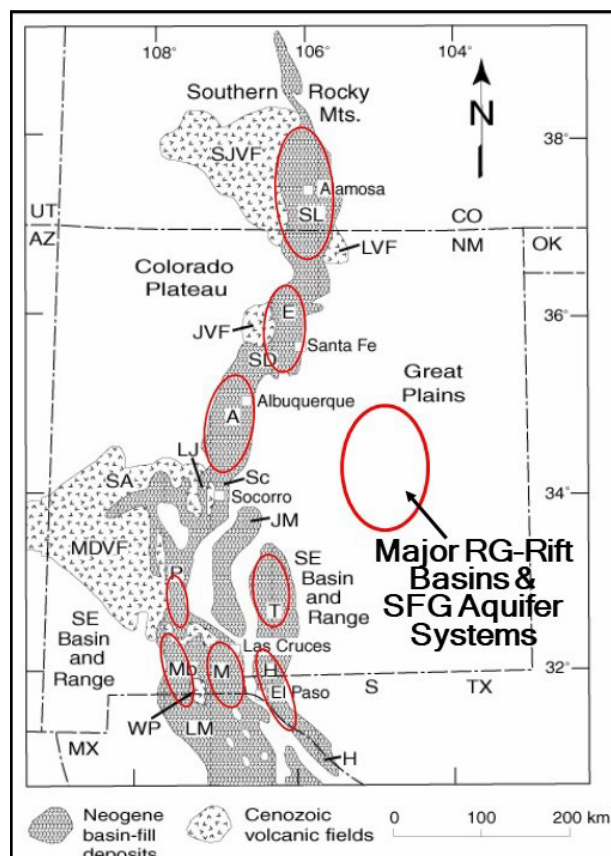 108°
106°
104°
Southern
Rocky
Mts.
N
SJVF
38°
Alamosa
SL
UT
CO
AZ
NM
OK
LVF
Colorado
Plateau
36°
E
JVF
Santa Fe
SD
Great
Plains
Albuquerque
A
LJ
Sc
SA
Socorro
34°
JM
MDVF
Major RG-Rift
Basins &
SFG Aquifer
Systems
SE
Basin
and
Range
P
T
SE
Basin
and
Range
Las Cruces
Mb
M
H
32°
El Paso
S
TX
WP
LM
MX
H
Neogene
basin-fill
deposits
Cenozoic
volcanic fields
0
100
200 km